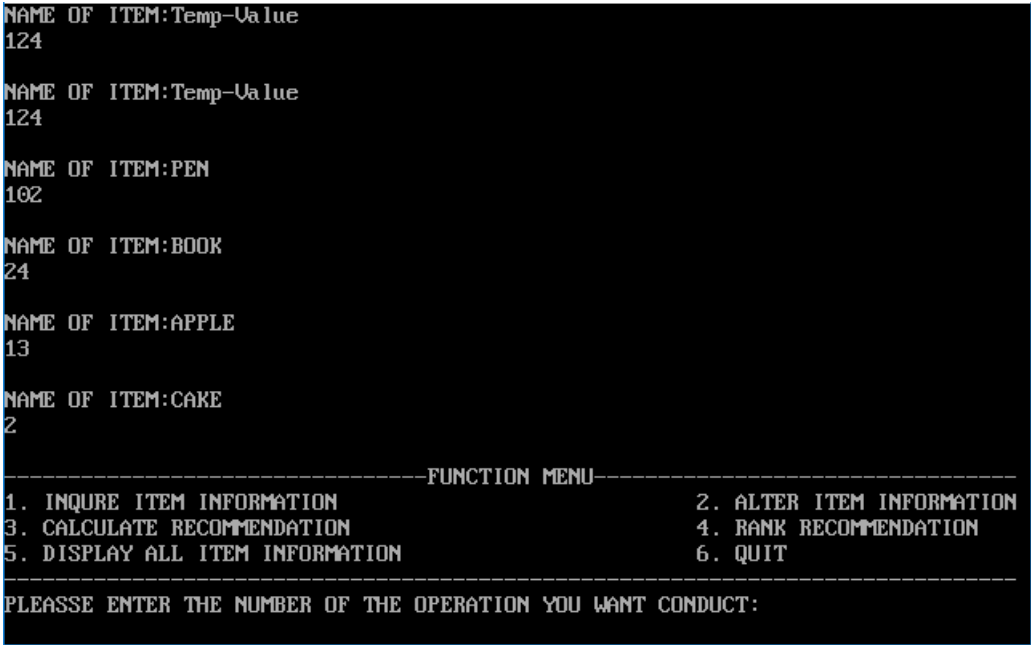 NAME OF ITEM:Temp-Value
124
NAME OF ITEM:Temp-Value
124
NAME OF ITEM:PEN
102
NAME OF ITEM:BOOK
24
NAME OF ITEM:APPLE
13
NAME OF ITEM:CAKE
2
---------------------------------FUNCTION MENU---------------------------------
1. INQURE ITEM INFORMATION 2. ALTER ITEM INFORMATION
3. CALCULATE RECOMMENDATION 4. RANK RECOMMENDATION
5. DISPLAY ALL ITEM INFORMATION 6. QUIT
-------------------------------------------------------------------------------
PLEASSE ENTER THE NUMBER OF THE OPERATION YOU WANT CONDUCT: